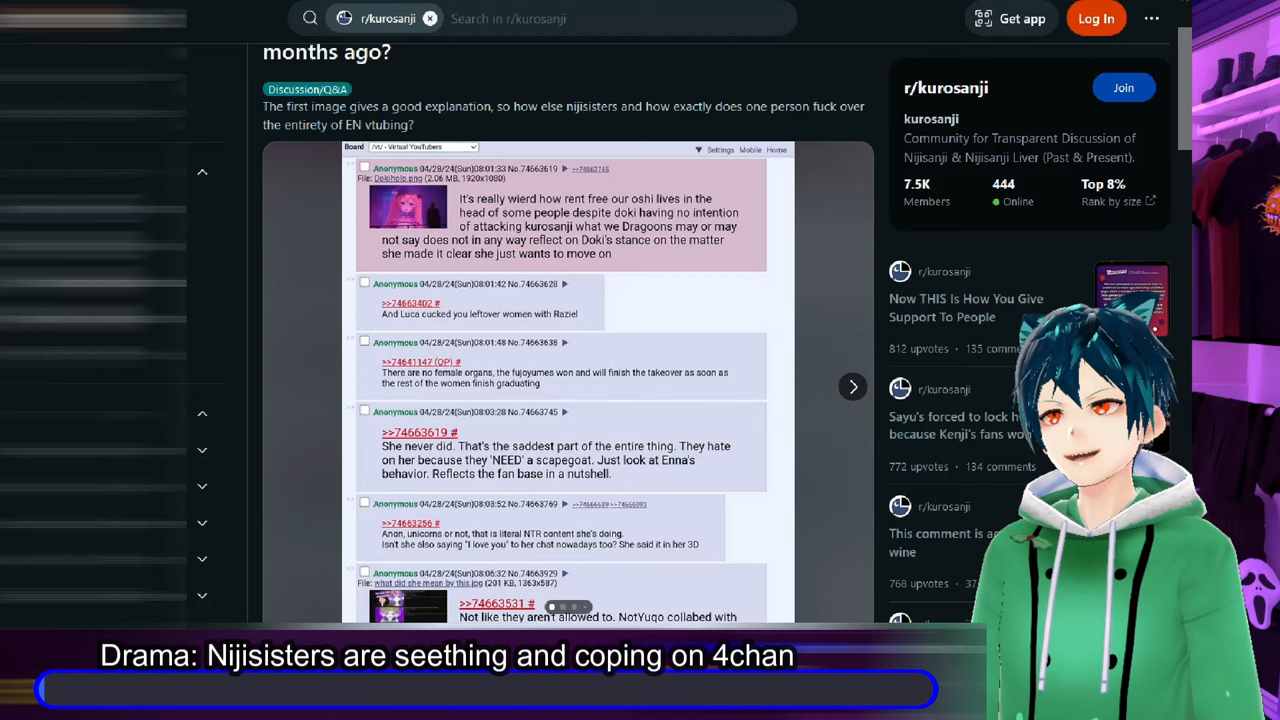 r/kurosanji
Search in r/kurosanji
Get app
Log In
months ago?
Discussion/Q&A
The first image gives a good explanation, so how else nijisisters and how exactly does one person fuck over
the entirety of EN vtubing?
Board /vt/ - Virtual YouTubers
Settings Mobile Home
Anonymous 04/28/24(Sun)08:01:33 No.74663619 >>74663745
File: Dokiholo.png (2.06 MB, 1920x1080)
It's really wierd how rent free our oshi lives in the
head of some people despite doki having no intention
of attacking kurosanji what we Dragoons may or may
not say does not in any way reflect on Doki's stance on the matter
she made it clear she just wants to move on
Anonymous 04/28/24(Sun)08:01:42 No.74663628
>>74663402 #
And Luca cucked you leftover women with Raziel
Anonymous 04/28/24(Sun)08:01:48 No.74663638
>>74641147 (OP) #
There are no female organs, the fujoyumes won and will finish the takeover as soon as
the rest of the women finish graduating
Anonymous 04/28/24(Sun)08:03:28 No.74663745
>>74663619 #
She never did. That's the saddest part of the entire thing. They hate
on her because they 'NEED' a scapegoat. Just look at Enna's
behavior. Reflects the fan base in a nutshell.
Anonymous 04/28/24(Sun)08:03:52 No.74663769
>>74663256 #
Anon, unicorns or not, that is literal NTR content she's doing.
Isn't she also saying "I love you" to her chat nowadays too? She said it in her 3D
Anonymous 04/28/24(Sun)08:06:32 No.74663929
File: what did she mean by this.jpg (201 KB, 1363x587)
>>74663531 #
Not like they aren't allowed to. NotYugo collabed with
r/kurosanji
Join
kurosanji
Community for Transparent Discussion of
Nijisanji & Nijisanji Liver (Past & Present).
7.5K
444
Top 8%
Members
Online
Rank by size
r/kurosanji
Now THIS Is How You Give
Support To People
812 upvotes • 135 comme
r/kurosanji
Sayu's forced to lock h
because Kenji's fans wo
772 upvotes • 134 comments
r/kurosanji
This comment is a
wine
768 upvotes •
Drama: Nijisisters are seething and coping on 4chan